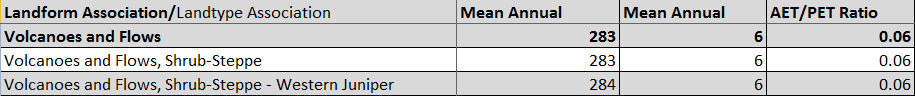 Landform Association/Landtype Association Mean Annual Mean Annual AET/PET Ratio
Volcanoes and Flows 283 6 0.06
Volcanoes and Flows, Shrub-Steppe 283 6 0.06
Volcanoes and Flows, Shrub-Steppe - Western Juniper 284 6 0.06